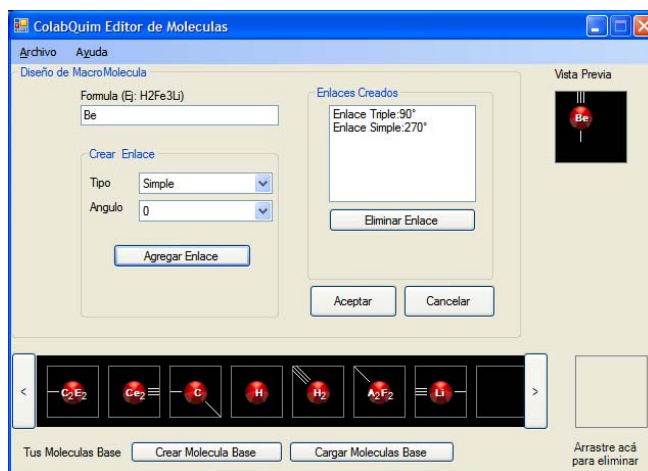 ColabQuim Editor de Moleculas
Archivo Ayuda
Diseño de MacroMolecula
Formula (Ej: H2Fe3Li)
Be
Crear Enlace
Tipo Simple
Angulo 0
Agregar Enlace
Enlaces Creados
Enlace Triple:90°
Enlace Simple:270°
Eliminar Enlace
Aceptar Cancelar
Vista Previa
Be
< C2E2 Ce2 C H H2 A2F2 Li >
Tus Moleculas Base Crear Molecula Base Cargar Moleculas Base
Arrastre acá
para eliminar